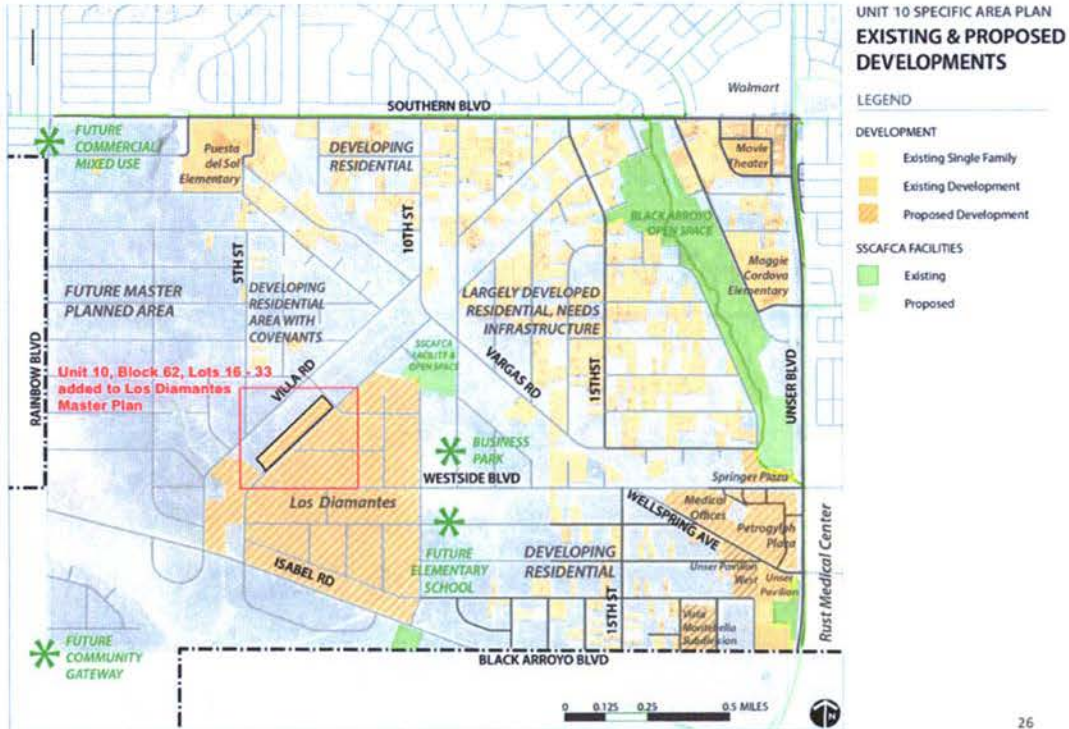 UNIT 10 SPECIFIC AREA PLAN
EXISTING & PROPOSED
DEVELOPMENTS
LEGEND
DEVELOPMENT
Existing Single Family
Existing Development
Proposed Development
SSCAFCA FACILITIES
Existing
Proposed
Walmart
SOUTHERN BLVD
FUTURE
COMMERCIAL/
MIXED USE
Puesta
del Sol
Elementary
DEVELOPING
RESIDENTIAL
Movie
Theater
10TH ST
BLACK ARROYO
OPEN SPACE
5TH ST
Maggie
Cordova
Elementary
FUTURE MASTER
PLANNED AREA
DEVELOPING
RESIDENTIAL
AREA WITH
COVENANTS
LARGELY DEVELOPED
RESIDENTIAL, NEEDS
INFRASTRUCTURE
RAINBOW BLVD
SSCAFCA
FACILITY &
OPEN SPACE
VARGAS RD
15TH ST
UNSER BLVD
Unit 10, Block 62, Lots 16 - 33
added to Los Diamantes
Master Plan
VILLA RD
BUSINESS
PARK
WESTSIDE BLVD
Springer Plaza
Los Diamantes
WELLSPRING AVE
Medical
Offices
Petroglyph
Plaza
FUTURE
ELEMENTARY
SCHOOL
DEVELOPING
RESIDENTIAL
ISABEL RD
Unser Pavilion
West
Unser
Pavilion
Rust Medical Center
15TH ST
Vista
Montebella
Subdivision
FUTURE
COMMUNITY
GATEWAY
BLACK ARROYO BLVD
0 0.125 0.25 0.5 MILES
N
26